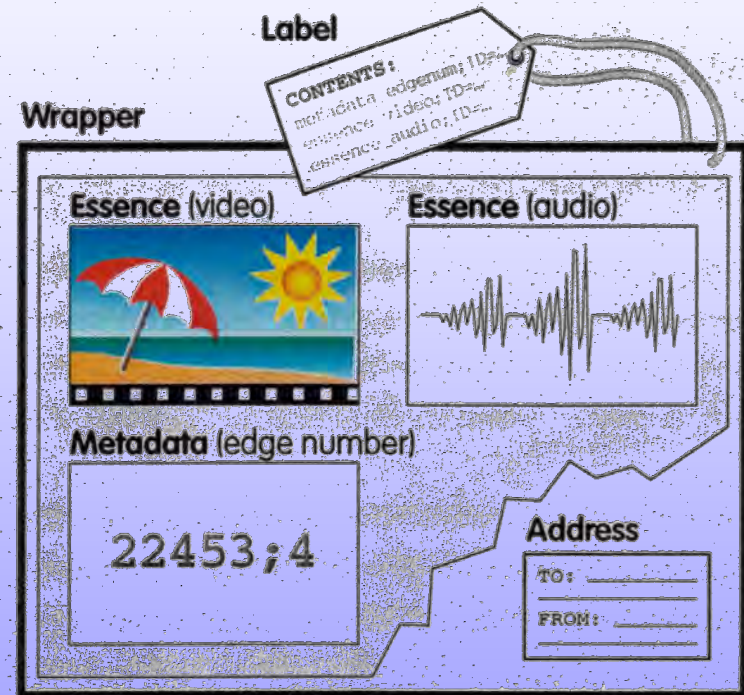 Label
CONTENTS:
metadata edgenum; ID=…
essence video; ID=…
essence audio; ID=…
Wrapper
Essence (video)
Essence (audio)
Metadata (edge number)
22453;4
Address
TO:
FROM: